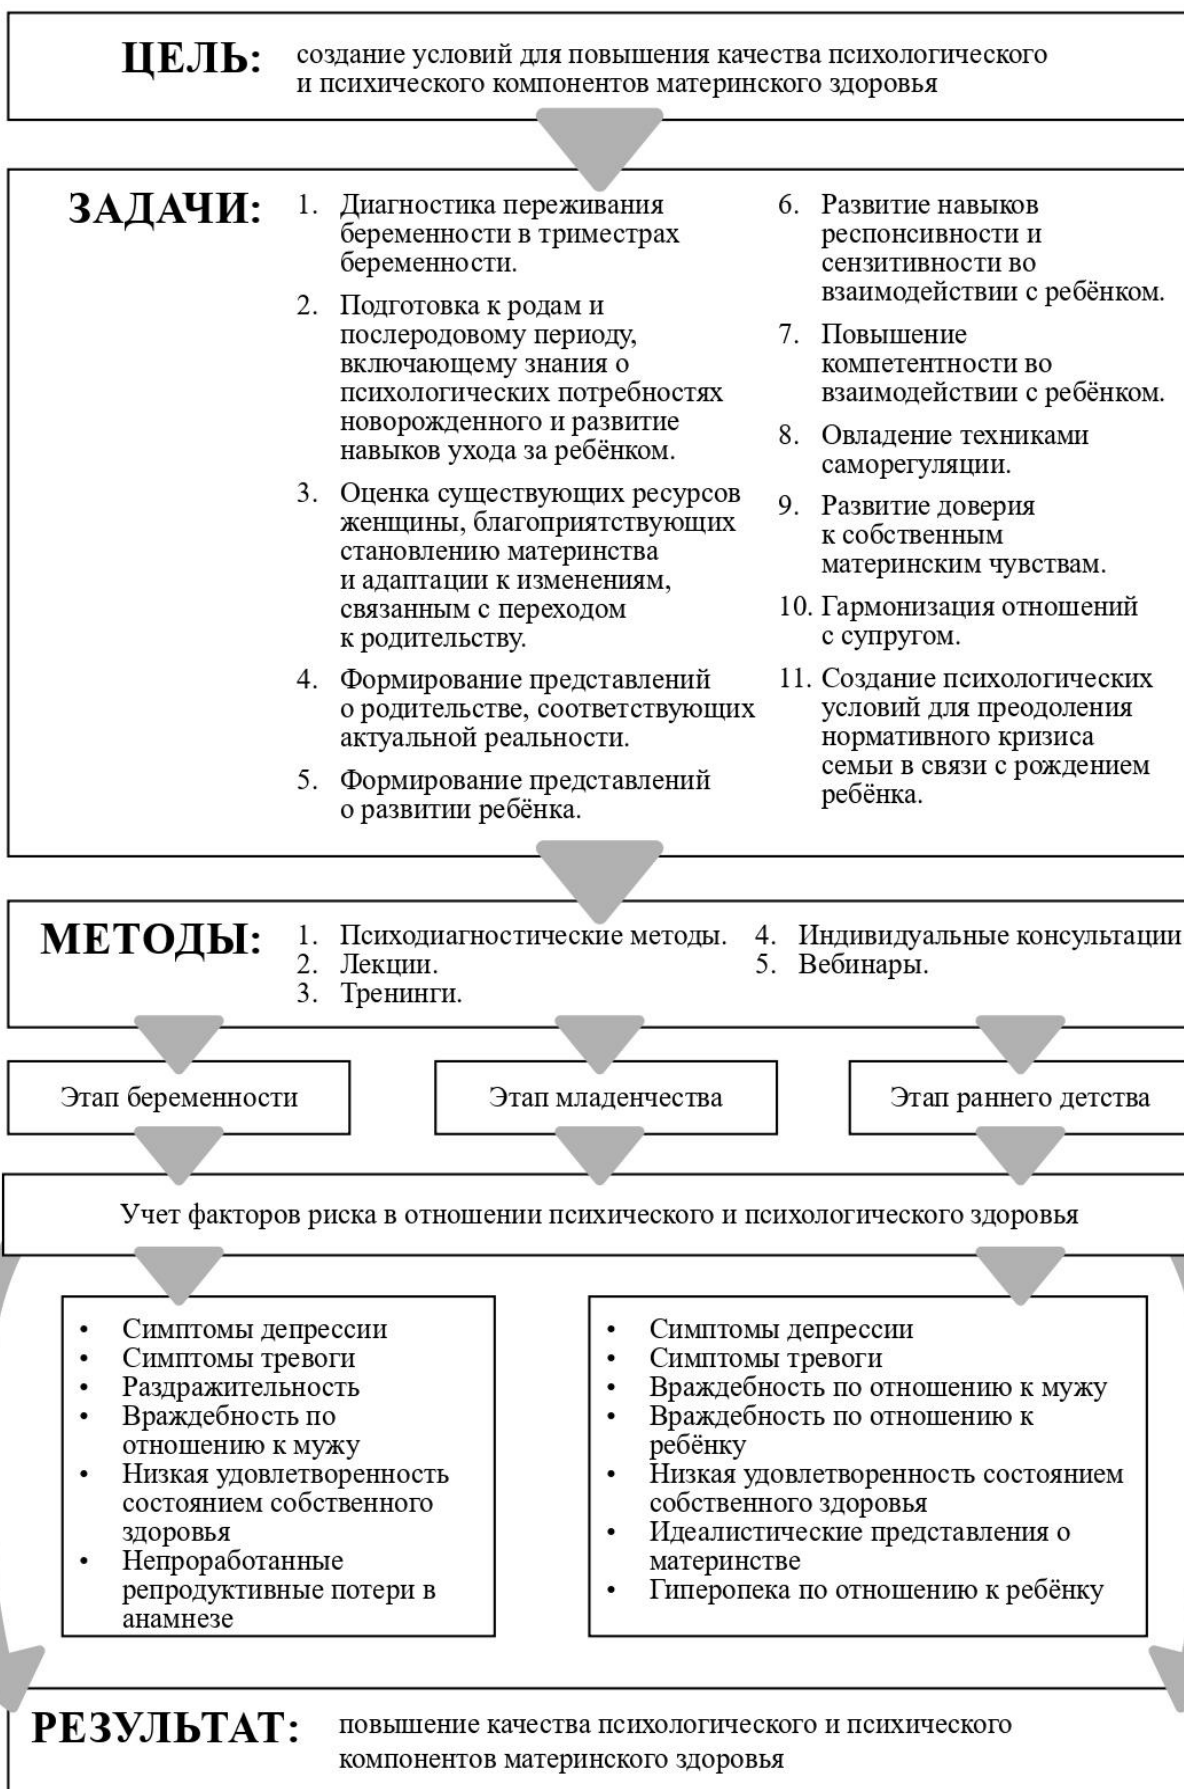 ЦЕЛЬ: создание условий для повышения качества психологического
и психического компонентов материнского здоровья
ЗАДАЧИ:
1. Диагностика переживания
беременности в триместрах
беременности.
2. Подготовка к родам и
послеродовому периоду,
включающему знания о
психологических потребностях
новорожденного и развитие
навыков ухода за ребёнком.
3. Оценка существующих ресурсов
женщины, благоприятствующих
становлению материнства
и адаптации к изменениям,
связанным с переходом
к родительству.
4. Формирование представлений
о родительстве, соответствующих
актуальной реальности.
5. Формирование представлений
о развитии ребёнка.
6. Развитие навыков
респонсивности и
сензитивности во
взаимодействии с ребёнком.
7. Повышение
компетентности во
взаимодействии с ребёнком.
8. Овладение техниками
саморегуляции.
9. Развитие доверия
к собственным
материнским чувствам.
10. Гармонизация отношений
с супругом.
11. Создание психологических
условий для преодоления
нормативного кризиса
семьи в связи с рождением
ребёнка.
МЕТОДЫ:
1. Психодиагностические методы.
2. Лекции.
3. Тренинги.
4. Индивидуальные консультации
5. Вебинары.
Этап беременности
Этап младенчества
Этап раннего детства
Учет факторов риска в отношении психического и психологического здоровья
• Симптомы депрессии
• Симптомы тревоги
• Раздражительность
• Враждебность по
отношению к мужу
• Низкая удовлетворенность
состоянием собственного
здоровья
• Непроработанные
репродуктивные потери в
анамнезе
• Симптомы депрессии
• Симптомы тревоги
• Враждебность по отношению к мужу
• Враждебность по отношению к
ребёнку
• Низкая удовлетворенность состоянием
собственного здоровья
• Идеалистические представления о
материнстве
• Гиперопека по отношению к ребёнку
РЕЗУЛЬТАТ: повышение качества психологического и психического
компонентов материнского здоровья